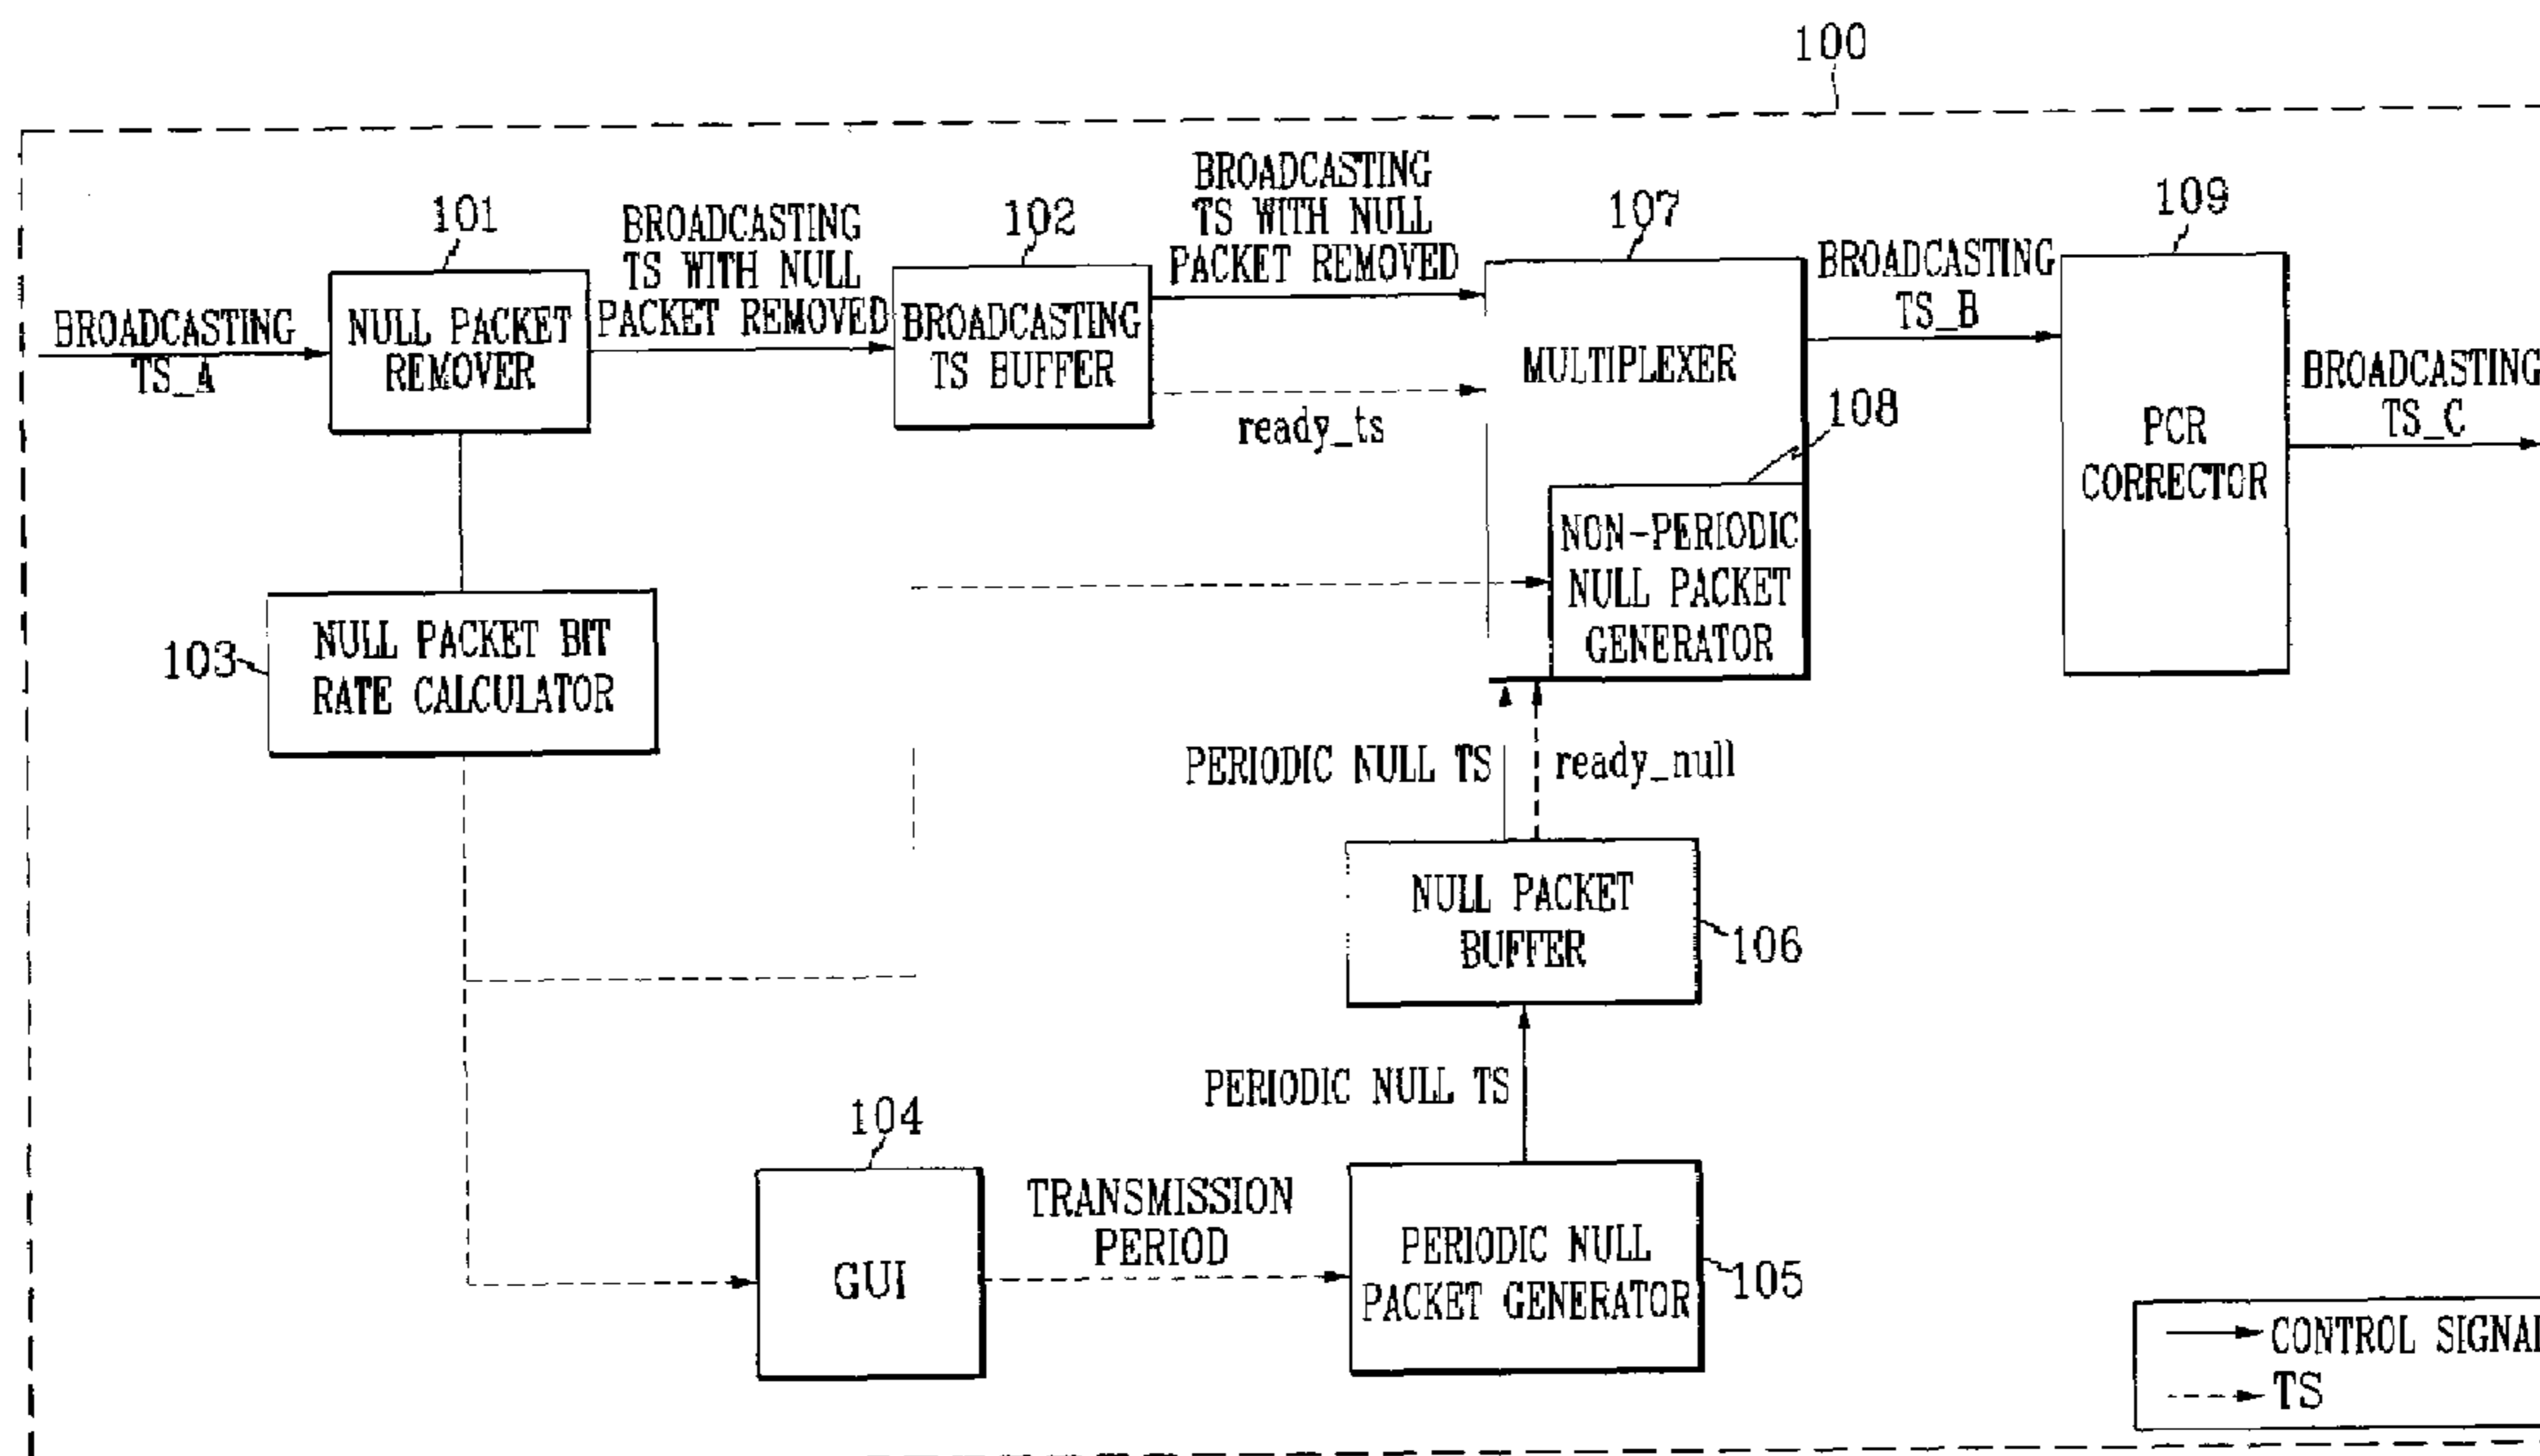 100
101
BROADCASTING
TS WITH NULL
PACKET REMOVED
102
BROADCASTING
TS WITH NULL
PACKET REMOVED
107
109
BROADCASTING
TS_A
NULL PACKET
REMOVER
BROADCASTING
TS BUFFER
ready_ts
MULTIPLEXER
BROADCASTING
TS_B
108
PCR
CORRECTOR
BROADCASTING
TS_C
NON-PERIODIC
NULL PACKET
GENERATOR
103
NULL PACKET BIT
RATE CALCULATOR
PERIODIC NULL TS
ready_null
NULL PACKET
BUFFER
106
PERIODIC NULL TS
104
GUI
TRANSMISSION
PERIOD
PERIODIC NULL
PACKET GENERATOR
105
CONTROL SIGNAL
TS